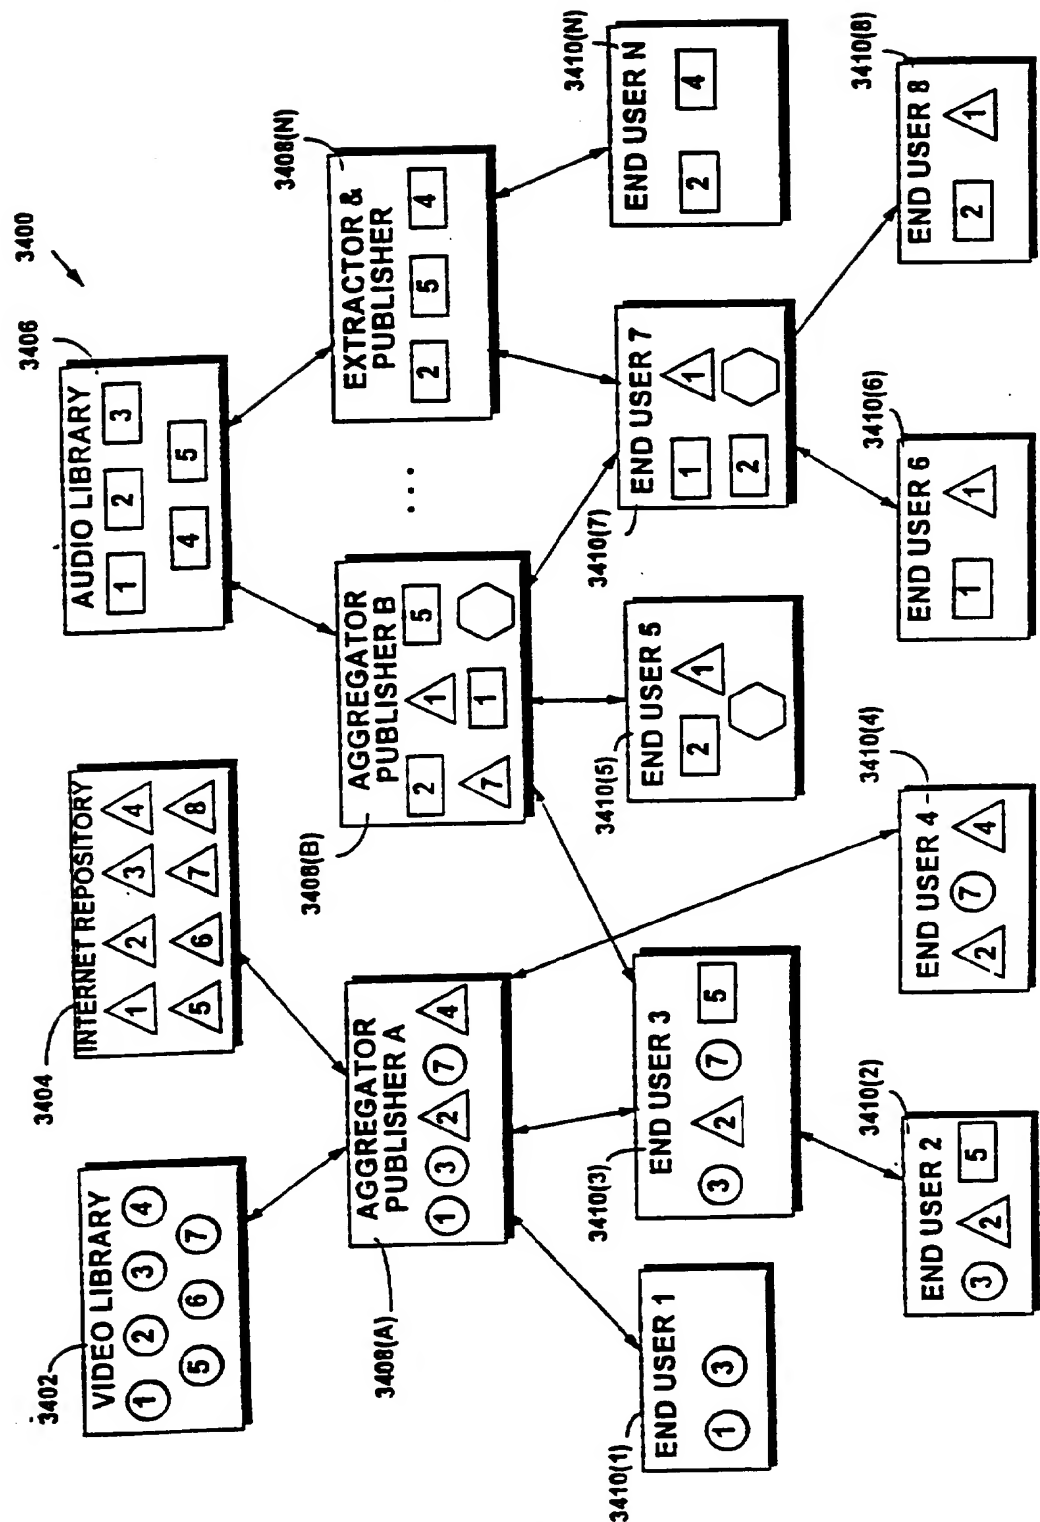 3400
3402
VIDEO LIBRARY
1 2 3 4
5 6 7
3404
INTERNET REPOSITORY
1 2 3 4
5 6 7 8
3406
AUDIO LIBRARY
1 2 3
4 5
3408(A)
AGGREGATOR
PUBLISHER A
1 3 2 7 4
3408(B)
AGGREGATOR
PUBLISHER B
2 1 5
7 1
...
3408(N)
EXTRACTOR &
PUBLISHER
2 5 4
3410(1)
END USER 1
1 3
3410(3)
END USER 3
3 2 7 5
3410(5)
END USER 5
2 1
3410(7)
END USER 7
1 1
2
3410(N)
END USER N
2 4
3410(2)
END USER 2
3 2 5
3410(4)
END USER 4
2 7 4
3410(6)
END USER 6
1 1
3410(8)
END USER 8
2 1